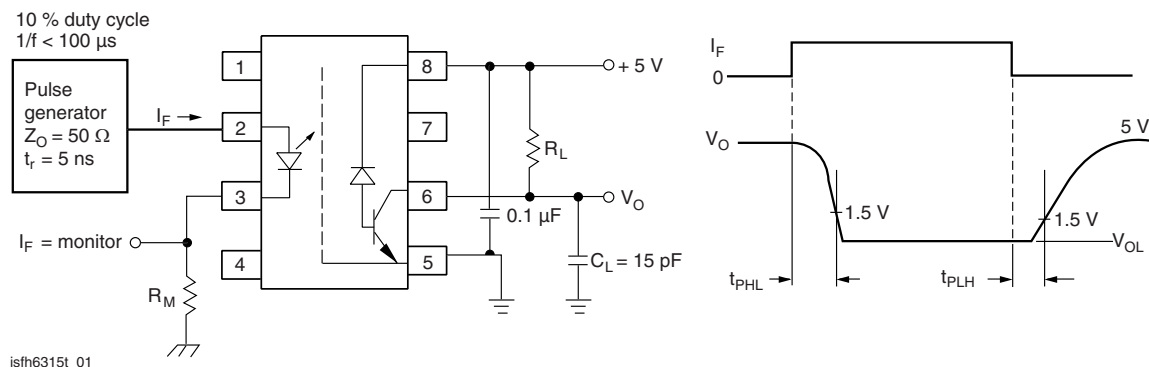 10 % duty cycle
1/f < 100 µs
Pulse
generator
Z_O = 50 Ω
t_r = 5 ns
I_F →
1
2
3
4
8
7
6
5
+ 5 V
R_L
V_O
0.1 µF
C_L = 15 pF
I_F = monitor
R_M
isfh6315t_01
I_F
0
V_O
5 V
1.5 V
1.5 V
V_OL
t_PHL
t_PLH